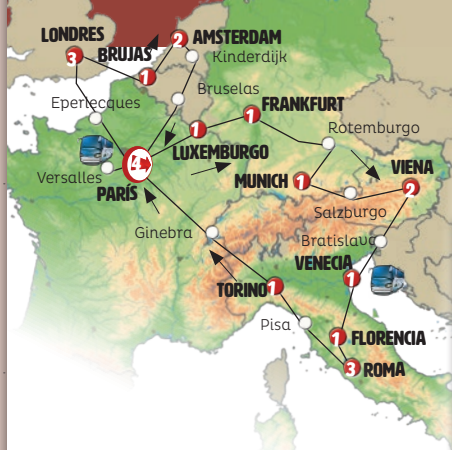 LONDRES
3
BRUJAS
1
2
AMSTERDAM
Kinderdijk
Bruselas
Eperlecques
FRANKFURT
1
1
LUXEMBURGO
Rotemburgo
4
Versalles
PARÍS
MUNICH
1
VIENA
2
Salzburgo
Ginebra
Bratislava
VENECIA
1
TORINO
1
Pisa
1
FLORENCIA
3
ROMA